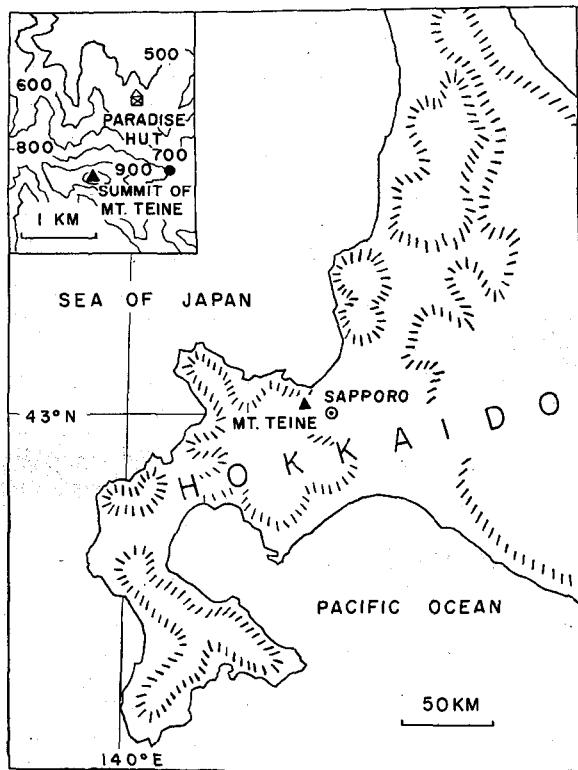 500
600
PARADISE
HUT
800
700
900
SUMMIT OF
MT. TEINE
1 KM
SEA OF JAPAN
SAPPORO
43°N
MT. TEINE
HOKKAIDO
PACIFIC OCEAN
50KM
140°E